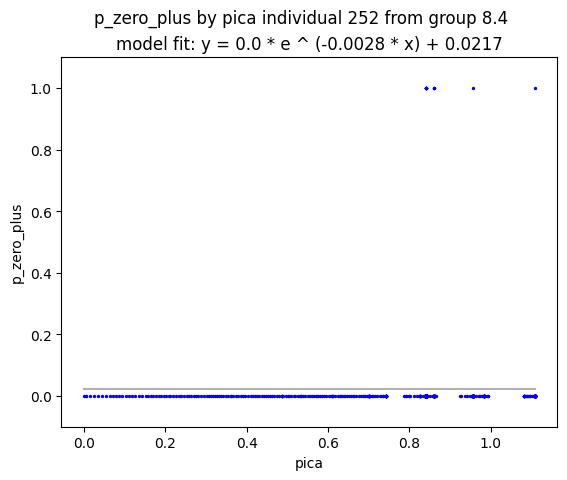 p_zero_plus by pica individual 252 from group 8.4
model fit: y = 0.0 * e ^ (-0.0028 * x) + 0.0217
1.0
0.8
0.6
0.4
0.2
0.0
p_zero_plus
0.0 0.2 0.4 0.6 0.8 1.0
pica